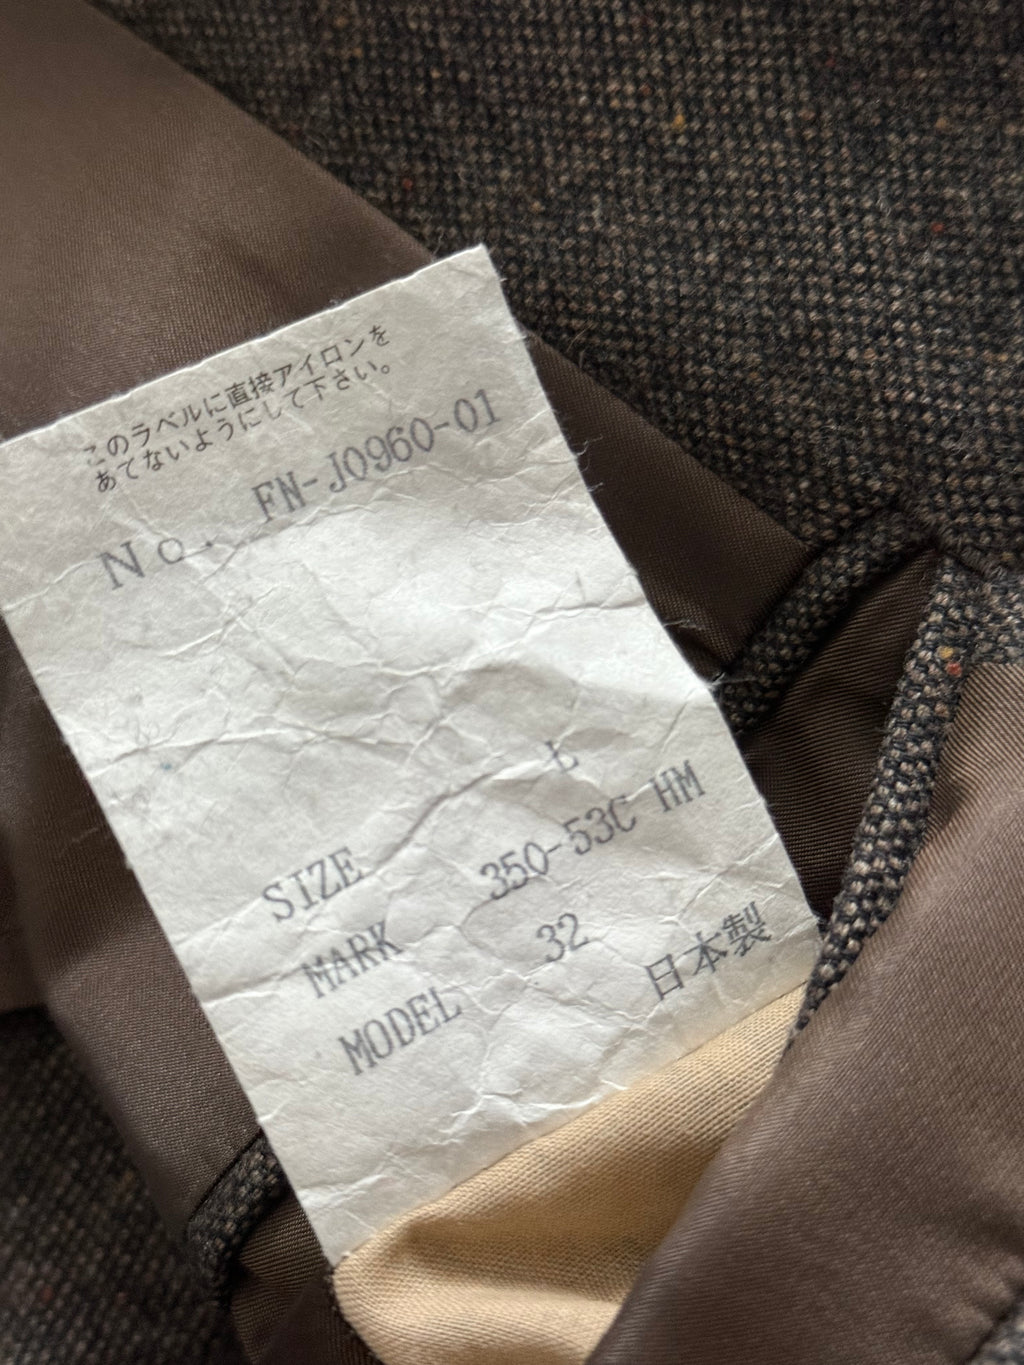 このラベルに直接アイロンを
あてないようにして下さい。
No. FN-J0960-01
SIZE L
MARK 350-53C HM
MODEL 32
日本製